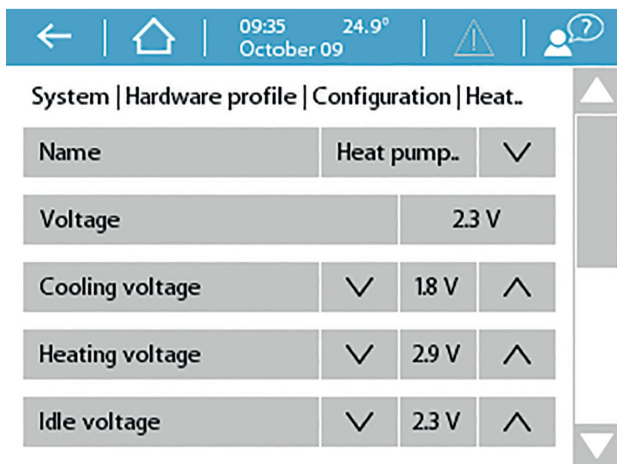 09:35 24.9°
October 09
?
System | Hardware profile | Configuration | Heat..
Name Heat pump..
Voltage 2.3 V
Cooling voltage 1.8 V
Heating voltage 2.9 V
Idle voltage 2.3 V